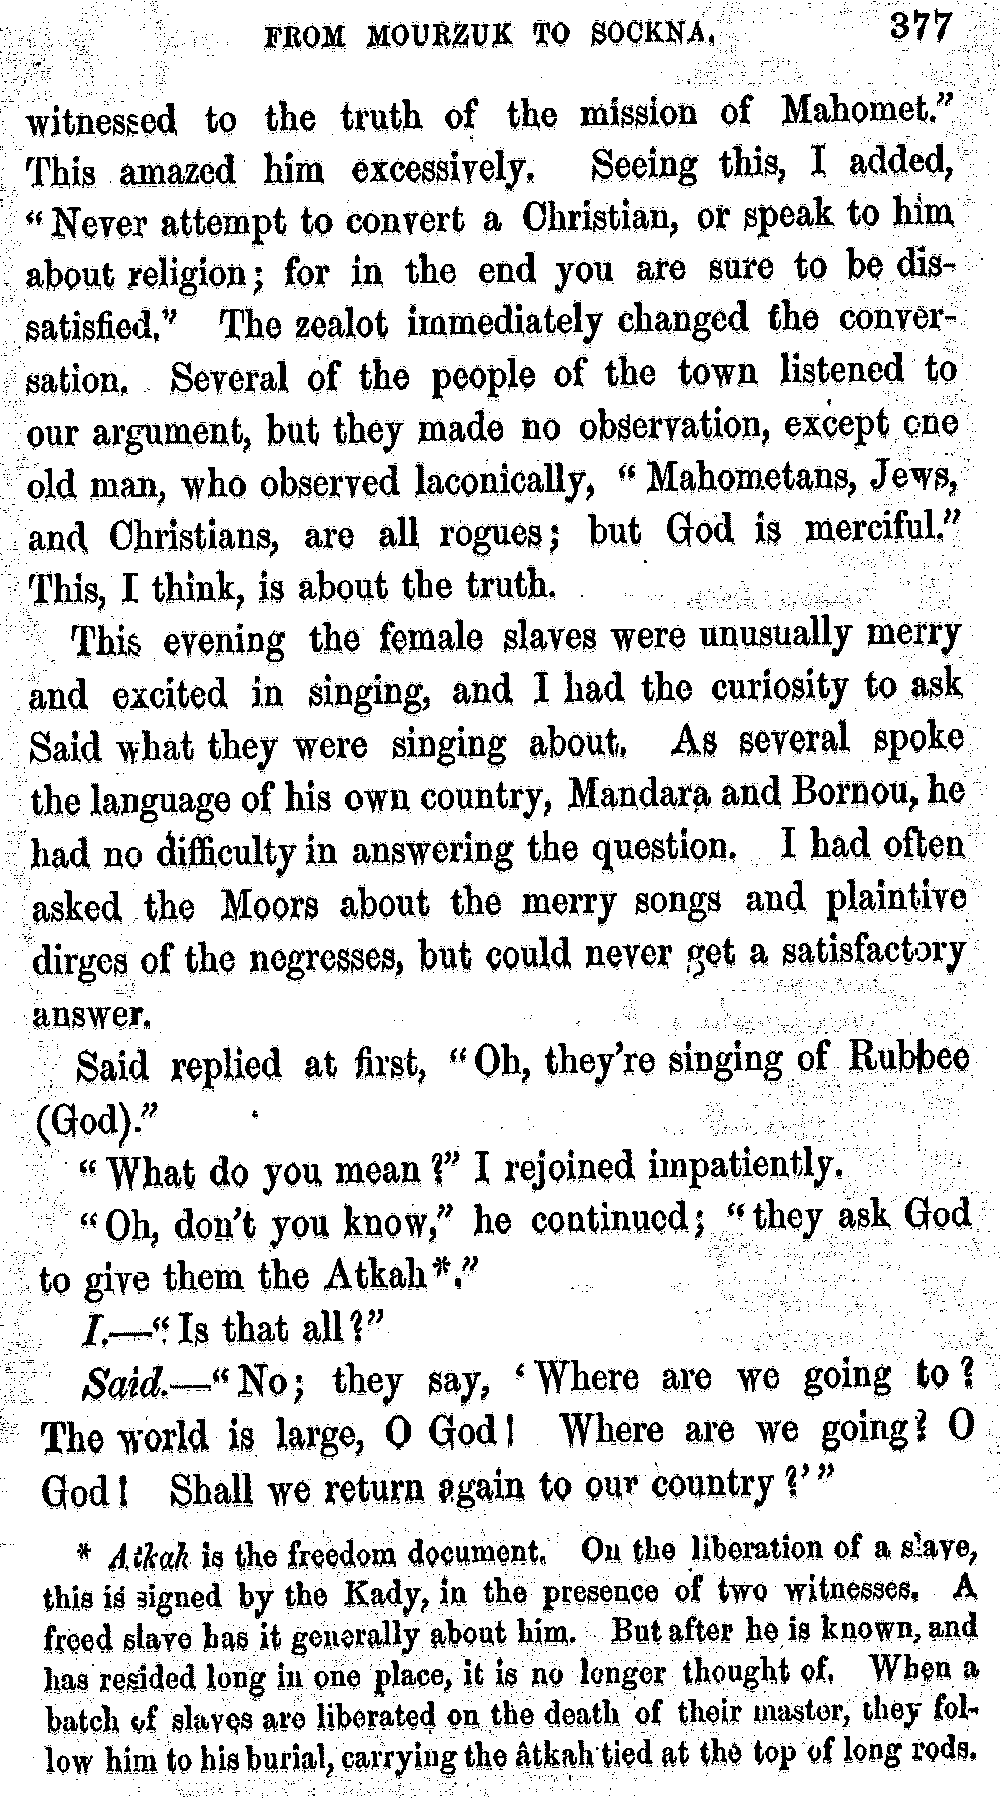 FROM MOURZUK TO SOCKNA. 377
witnessed to the truth of the mission of Mahomet."
This amazed him excessively. Seeing this, I added,
"Never attempt to convert a Christian, or speak to him
about religion; for in the end you are sure to be dis-
satisfied." The zealot immediately changed the conver-
sation. Several of the people of the town listened to
our argument, but they made no observation, except one
old man, who observed laconically, "Mahometans, Jews,
and Christians, are all rogues; but God is merciful."
This, I think, is about the truth.
This evening the female slaves were unusually merry
and excited in singing, and I had the curiosity to ask
Said what they were singing about. As several spoke
the language of his own country, Mandara and Bornou, he
had no difficulty in answering the question. I had often
asked the Moors about the merry songs and plaintive
dirges of the negresses, but could never get a satisfactory
answer.
Said replied at first, "Oh, they're singing of Rubbee
(God)."
"What do you mean?" I rejoined impatiently.
"Oh, don't you know," he continued; "they ask God
to give them the Atkah*."
I.—"Is that all?"
Said.—"No; they say, 'Where are we going to?
The world is large, O God! Where are we going? O
God! Shall we return again to our country?'"
* Atkah is the freedom document. On the liberation of a slave,
this is signed by the Kady, in the presence of two witnesses. A
freed slave has it generally about him. But after he is known, and
has resided long in one place, it is no longer thought of. When a
batch of slaves are liberated on the death of their master, they fol-
low him to his burial, carrying the âtkah tied at the top of long rods.